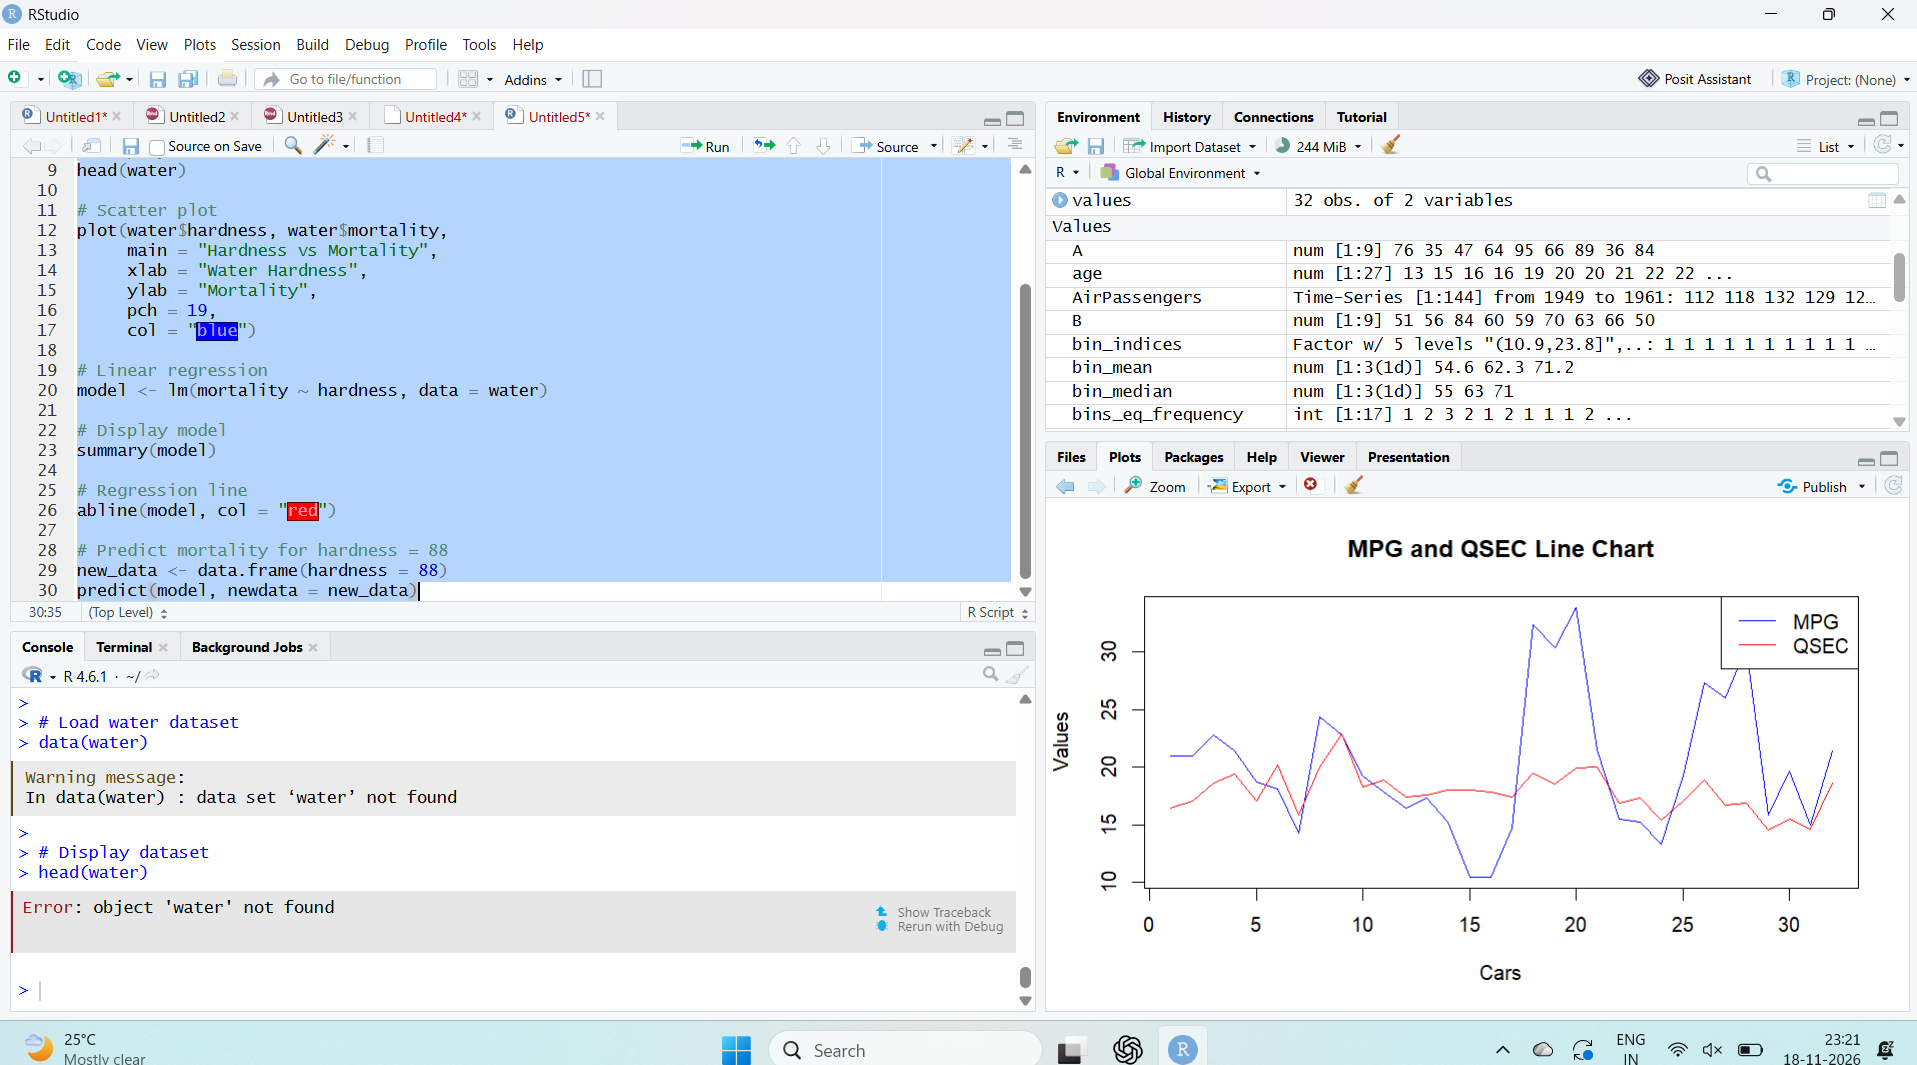 RStudio
File Edit Code View Plots Session Build Debug Profile Tools Help
Go to file/function Addins Posit Assistant Project: (None)
Untitled1* Untitled2 Untitled3 Untitled4* Untitled5*
Source on Save Run Source
9 head(water)
10
11 # Scatter plot
12 plot(water$hardness, water$mortality,
13 main = "Hardness vs Mortality",
14 xlab = "Water Hardness",
15 ylab = "Mortality",
16 pch = 19,
17 col = "blue")
18
19 # Linear regression
20 model <- lm(mortality ~ hardness, data = water)
21
22 # Display model
23 summary(model)
24
25 # Regression line
26 abline(model, col = "red")
27
28 # Predict mortality for hardness = 88
29 new_data <- data.frame(hardness = 88)
30 predict(model, newdata = new_data)
30:35 (Top Level) R Script
Console Terminal Background Jobs
R 4.6.1 · ~/
>
> # Load water dataset
> data(water)
Warning message:
In data(water) : data set ‘water’ not found
>
> # Display dataset
> head(water)
Error: object 'water' not found
Show Traceback
Rerun with Debug
>
Environment History Connections Tutorial
Import Dataset 244 MiB List
R Global Environment
values 32 obs. of 2 variables
Values
A num [1:9] 76 35 47 64 95 66 89 36 84
age num [1:27] 13 15 16 16 19 20 20 21 22 22 ...
AirPassengers Time-Series [1:144] from 1949 to 1961: 112 118 132 129 12…
B num [1:9] 51 56 84 60 59 70 63 66 50
bin_indices Factor w/ 5 levels "(10.9,23.8]",..: 1 1 1 1 1 1 1 1 1 1 …
bin_mean num [1:3(1d)] 54.6 62.3 71.2
bin_median num [1:3(1d)] 55 63 71
bins_eq_frequency int [1:17] 1 2 3 2 1 2 1 1 1 2 ...
Files Plots Packages Help Viewer Presentation
Zoom Export Publish
MPG and QSEC Line Chart
MPG
QSEC
Values
30
25
20
15
10
0 5 10 15 20 25 30
Cars
25°C
Mostly clear
Search
ENG
IN
23:21
18-11-2026